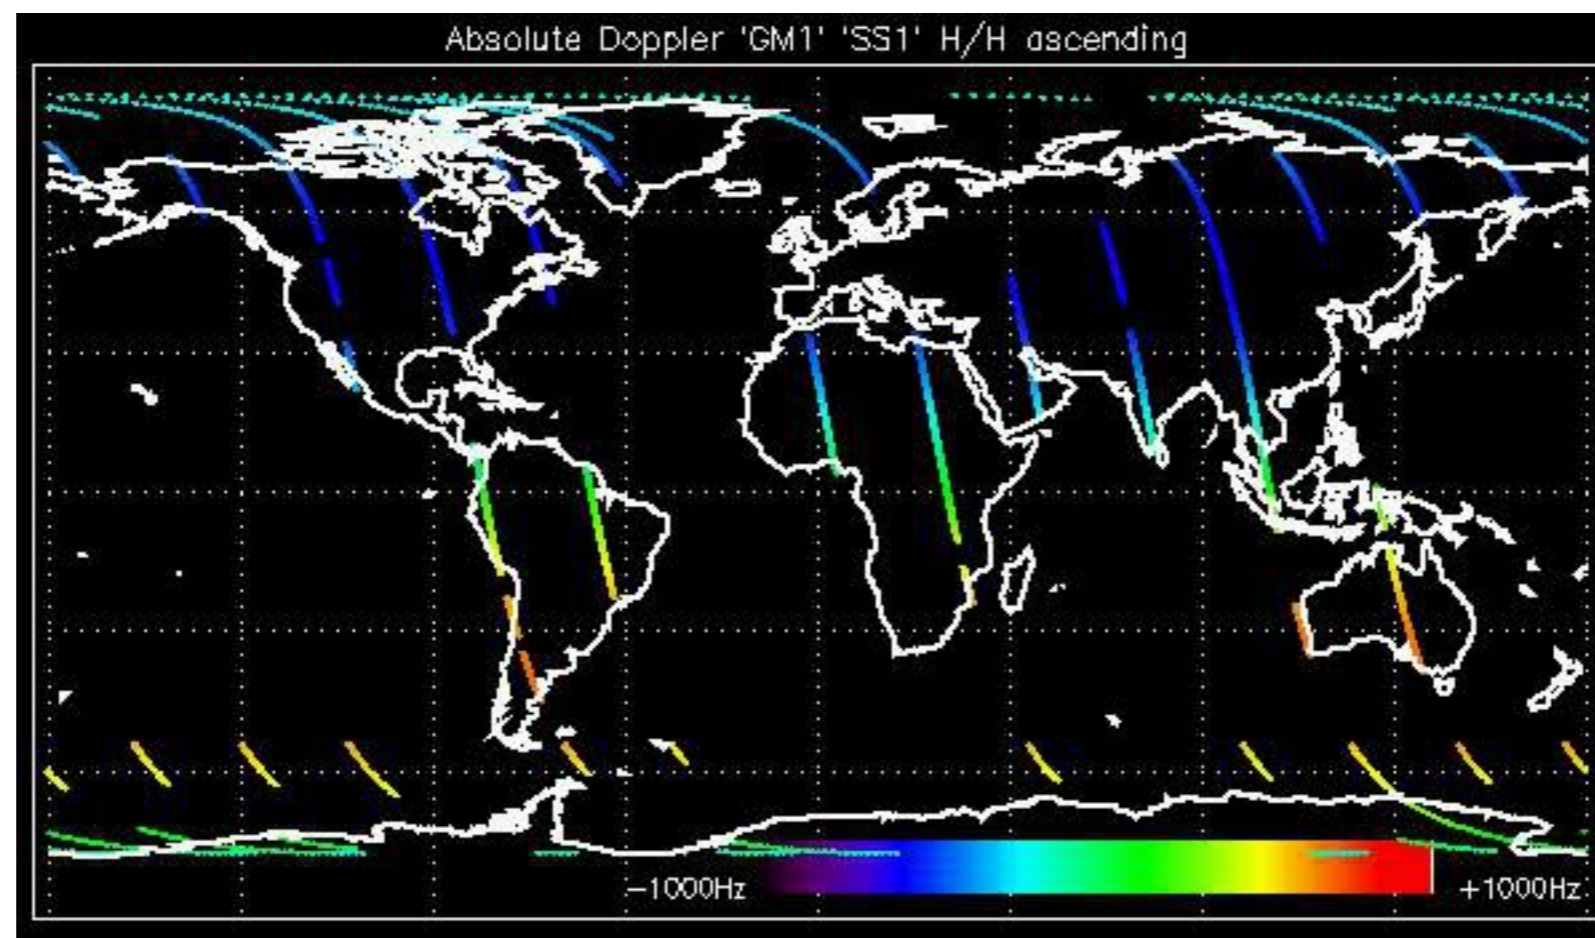 Absolute Doppler 'GM1' 'SS1' H/H ascending
−1000Hz
+1000Hz